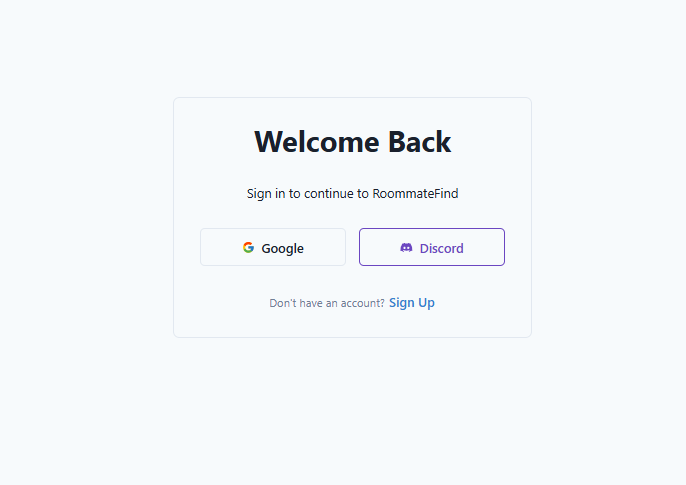 Welcome Back
Sign in to continue to RoommateFind
Google Discord
Don't have an account? Sign Up